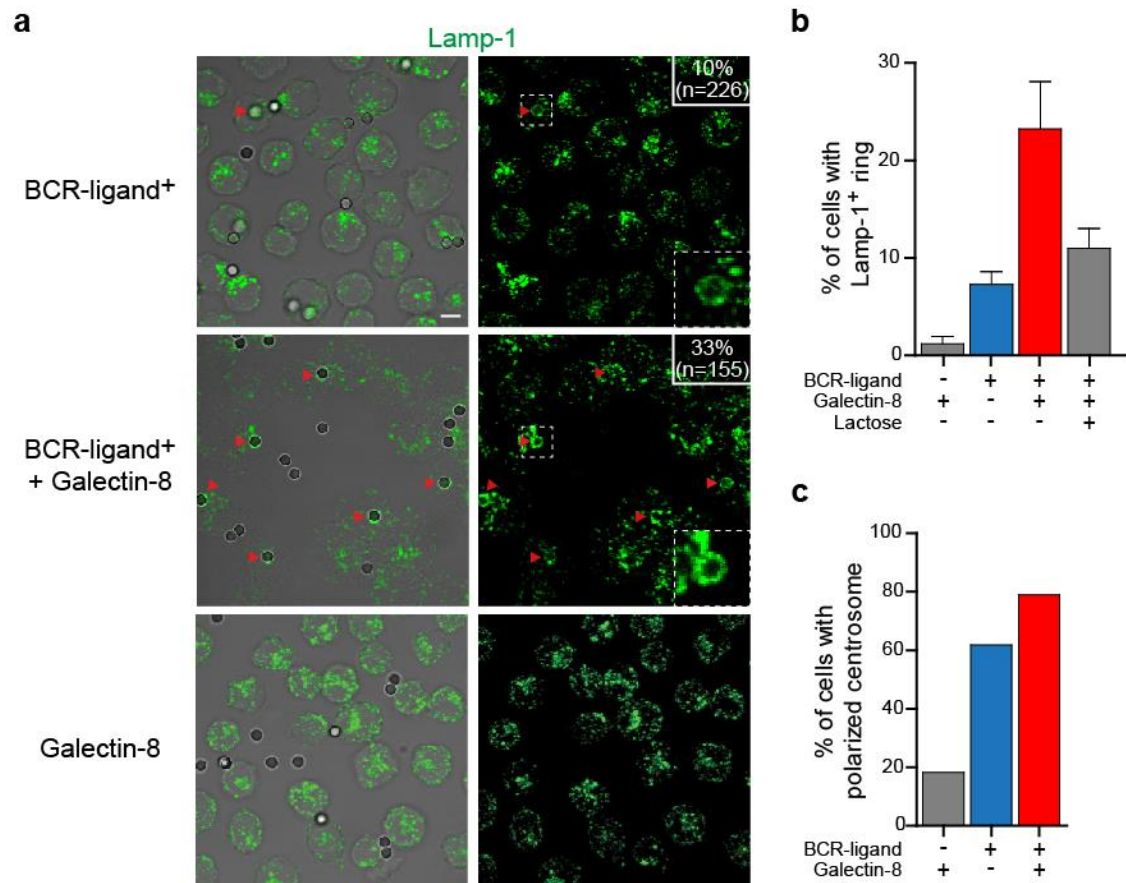 a
Lamp-1
BCR-ligand+
10%
(n=226)
BCR-ligand+
+ Galectin-8
33%
(n=155)
Galectin-8
b
% of cells with
Lamp-1+ ring
30
20
10
0
BCR-ligand - + + +
Galectin-8 + - + +
Lactose +
c
% of cells with
polarized centrosome
100
80
60
40
20
0
BCR-ligand - + +
Galectin-8 + - +